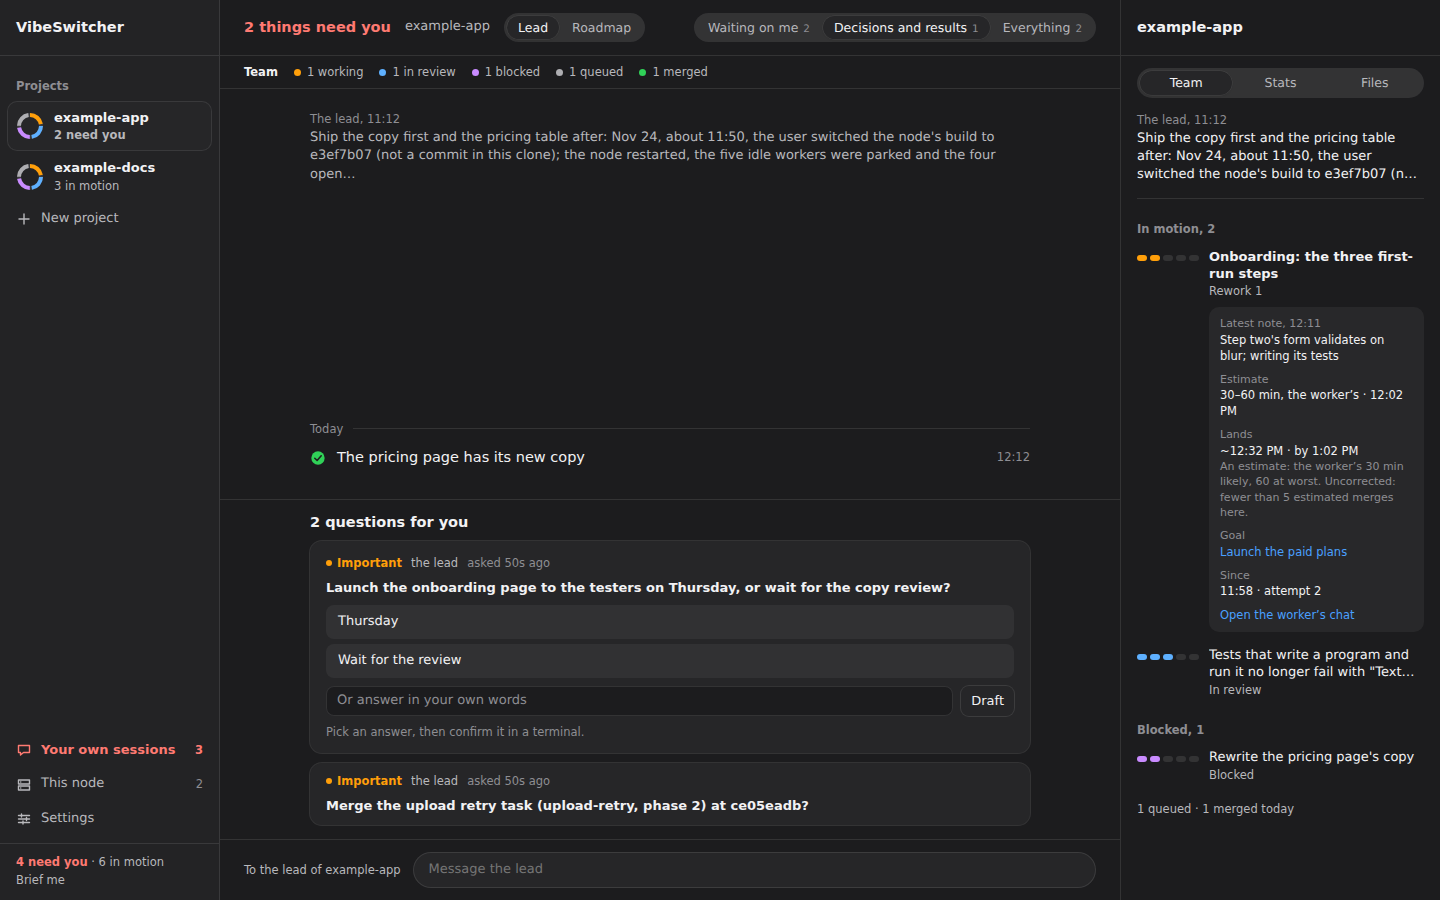 VibeSwitcher
Projects
example-app
2 need you
example-docs
3 in motion
New project
Your own sessions 3
This node 2
Settings
4 need you · 6 in motion
Brief me
2 things need you example-app Lead Roadmap
Waiting on me 2 Decisions and results 1 Everything 2
Team 1 working 1 in review 1 blocked 1 queued 1 merged
The lead, 11:12
Ship the copy first and the pricing table after: Nov 24, about 11:50, the user switched the node's build to
e3ef7b07 (not a commit in this clone); the node restarted, the five idle workers were parked and the four
open…
Today
The pricing page has its new copy 12:12
2 questions for you
Important the lead asked 50s ago
Launch the onboarding page to the testers on Thursday, or wait for the copy review?
Thursday
Wait for the review
Or answer in your own words Draft
Pick an answer, then confirm it in a terminal.
Important the lead asked 50s ago
Merge the upload retry task (upload-retry, phase 2) at ce05eadb?
To the lead of example-app Message the lead
example-app
Team Stats Files
The lead, 11:12
Ship the copy first and the pricing table
after: Nov 24, about 11:50, the user
switched the node's build to e3ef7b07 (n…
In motion, 2
Onboarding: the three first-
run steps
Rework 1
Latest note, 12:11
Step two's form validates on
blur; writing its tests
Estimate
30–60 min, the worker’s · 12:02
PM
Lands
~12:32 PM · by 1:02 PM
An estimate: the worker’s 30 min
likely, 60 at worst. Uncorrected:
fewer than 5 estimated merges
here.
Goal
Launch the paid plans
Since
11:58 · attempt 2
Open the worker’s chat
Tests that write a program and
run it no longer fail with "Text…
In review
Blocked, 1
Rewrite the pricing page's copy
Blocked
1 queued · 1 merged today